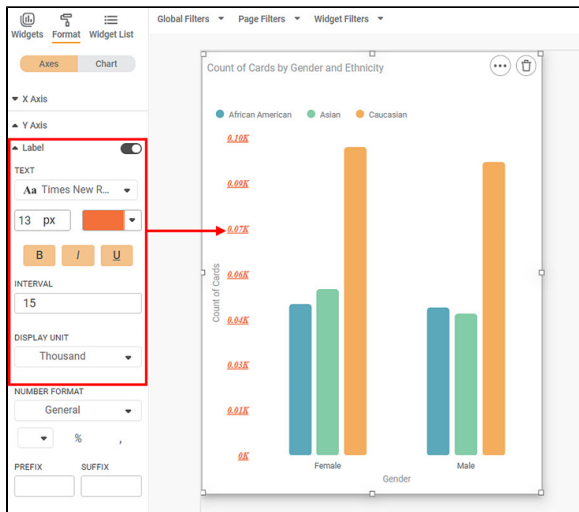 Global Filters Page Filters Widget Filters
Widgets Format Widget List
Axes Chart
X Axis
Y Axis
Label
TEXT
Aa Times New R...
13 px
B I U
INTERVAL
15
DISPLAY UNIT
Thousand
NUMBER FORMAT
General
% ,
PREFIX SUFFIX
Count of Cards by Gender and Ethnicity
African American Asian Caucasian
0.10K
0.09K
0.07K
0.06K
0.04K
0.03K
0.01K
0K
Count of Cards
Female Male
Gender